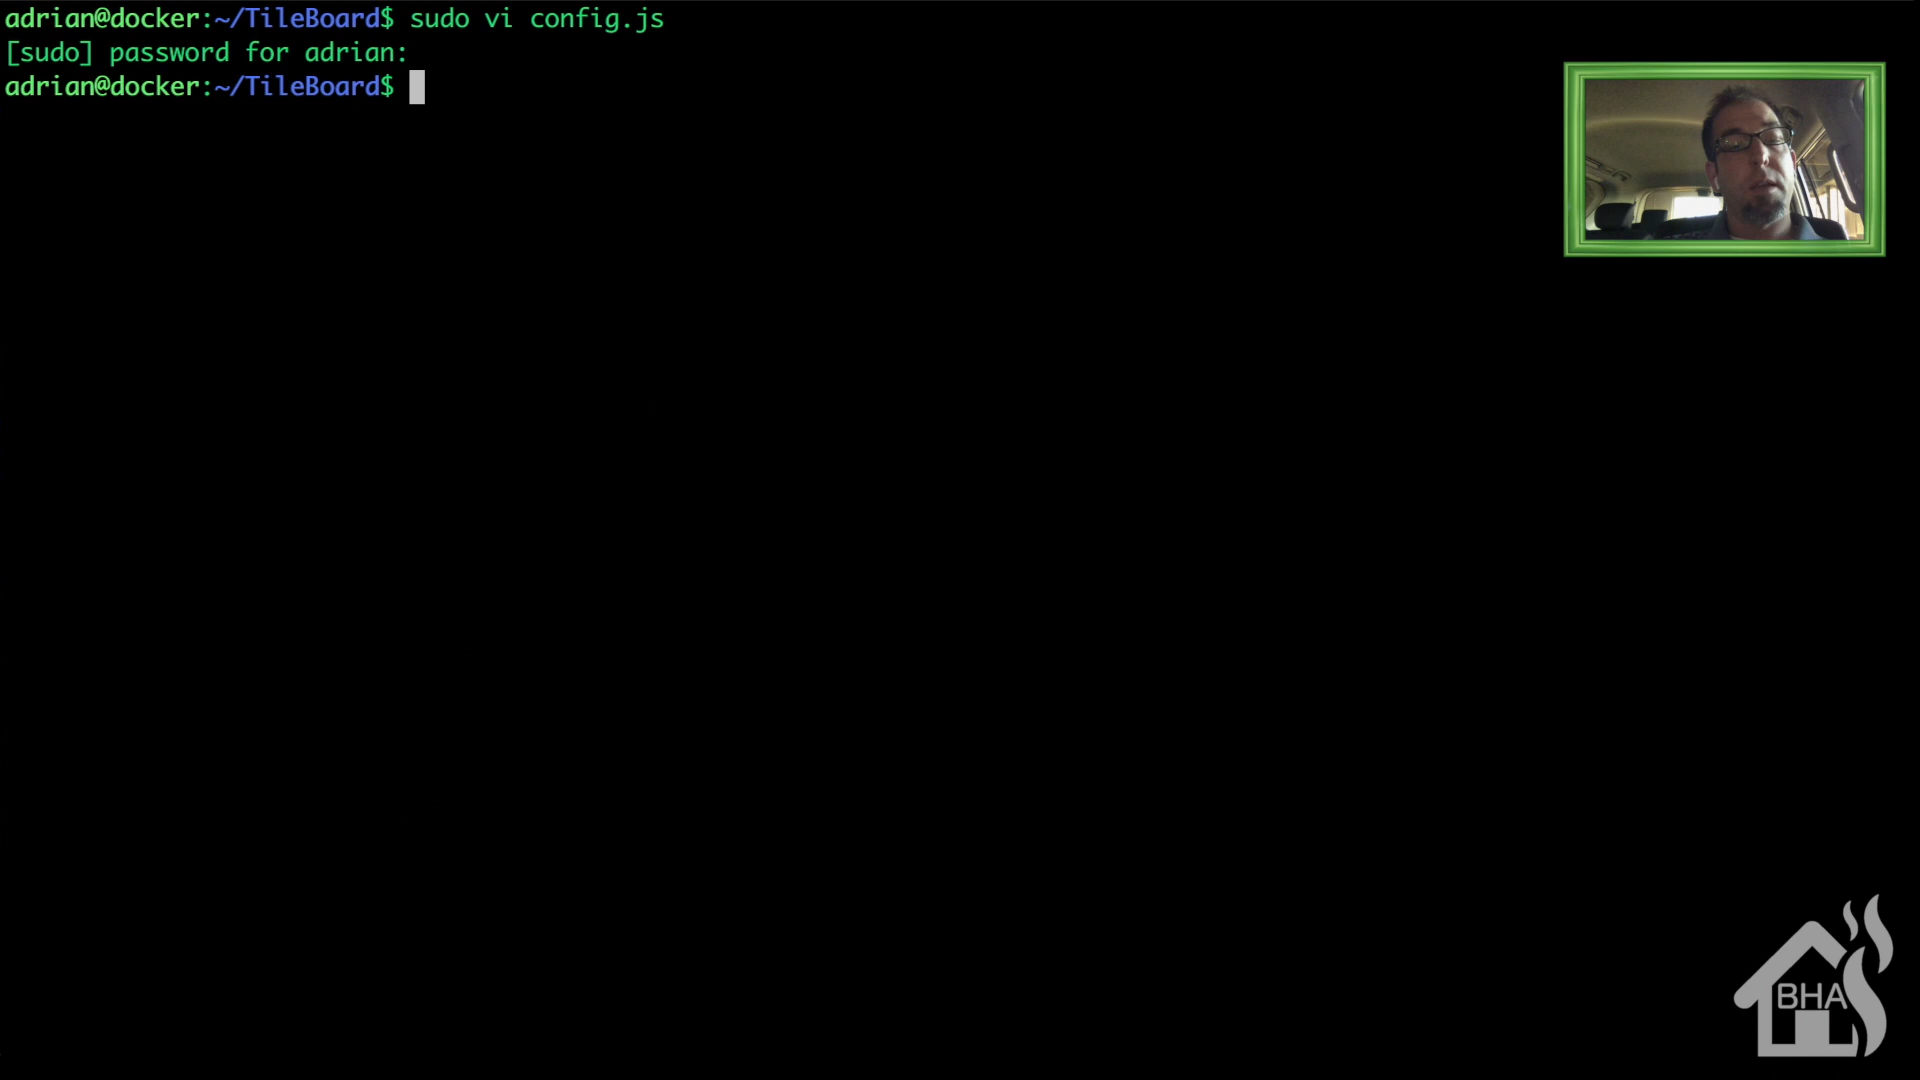 adrian@docker:~/TileBoard$ sudo vi config.js
[sudo] password for adrian:
adrian@docker:~/TileBoard$
BHA